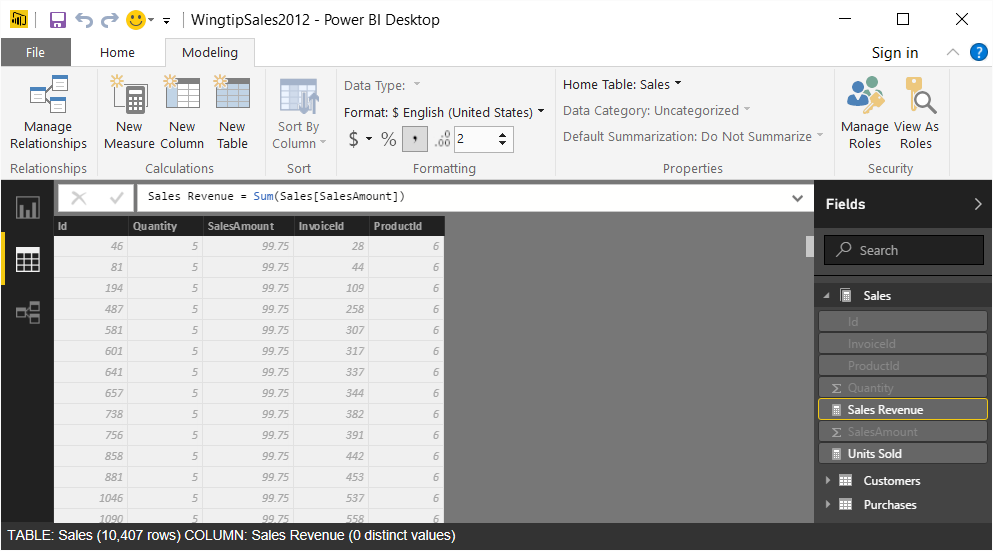 WingtipSales2012 - Power BI Desktop
File Home Modeling Sign in
Manage Relationships
New Measure
New Column
New Table
Sort By Column
Data Type:
Format: $ English (United States)
$ % , .00 2
Home Table: Sales
Data Category: Uncategorized
Default Summarization: Do Not Summarize
Manage Roles
View As Roles
Relationships Calculations Sort Formatting Properties Security
Sales Revenue = Sum(Sales[SalesAmount])
Id Quantity SalesAmount InvoiceId ProductId
46 5 99.75 28 6
81 5 99.75 44 6
194 5 99.75 109 6
487 5 99.75 258 6
581 5 99.75 307 6
601 5 99.75 317 6
641 5 99.75 337 6
657 5 99.75 344 6
738 5 99.75 382 6
756 5 99.75 391 6
858 5 99.75 442 6
881 5 99.75 453 6
1046 5 99.75 537 6
1090 5 99.75 558 6
Fields
Search
Sales
Id
InvoiceId
ProductId
Σ Quantity
Sales Revenue
Σ SalesAmount
Units Sold
Customers
Purchases
TABLE: Sales (10,407 rows) COLUMN: Sales Revenue (0 distinct values)